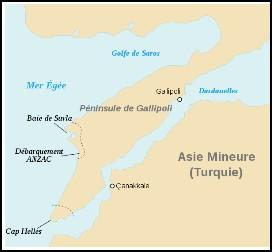 Golfe de Saros
Mer Égée
Gallipoli
Dardanelles
Péninsule de Gallipoli
Baie de Suvla
Débarquement
ANZAC
Asie Mineure
(Turquie)
Çanakkale
Cap Helles